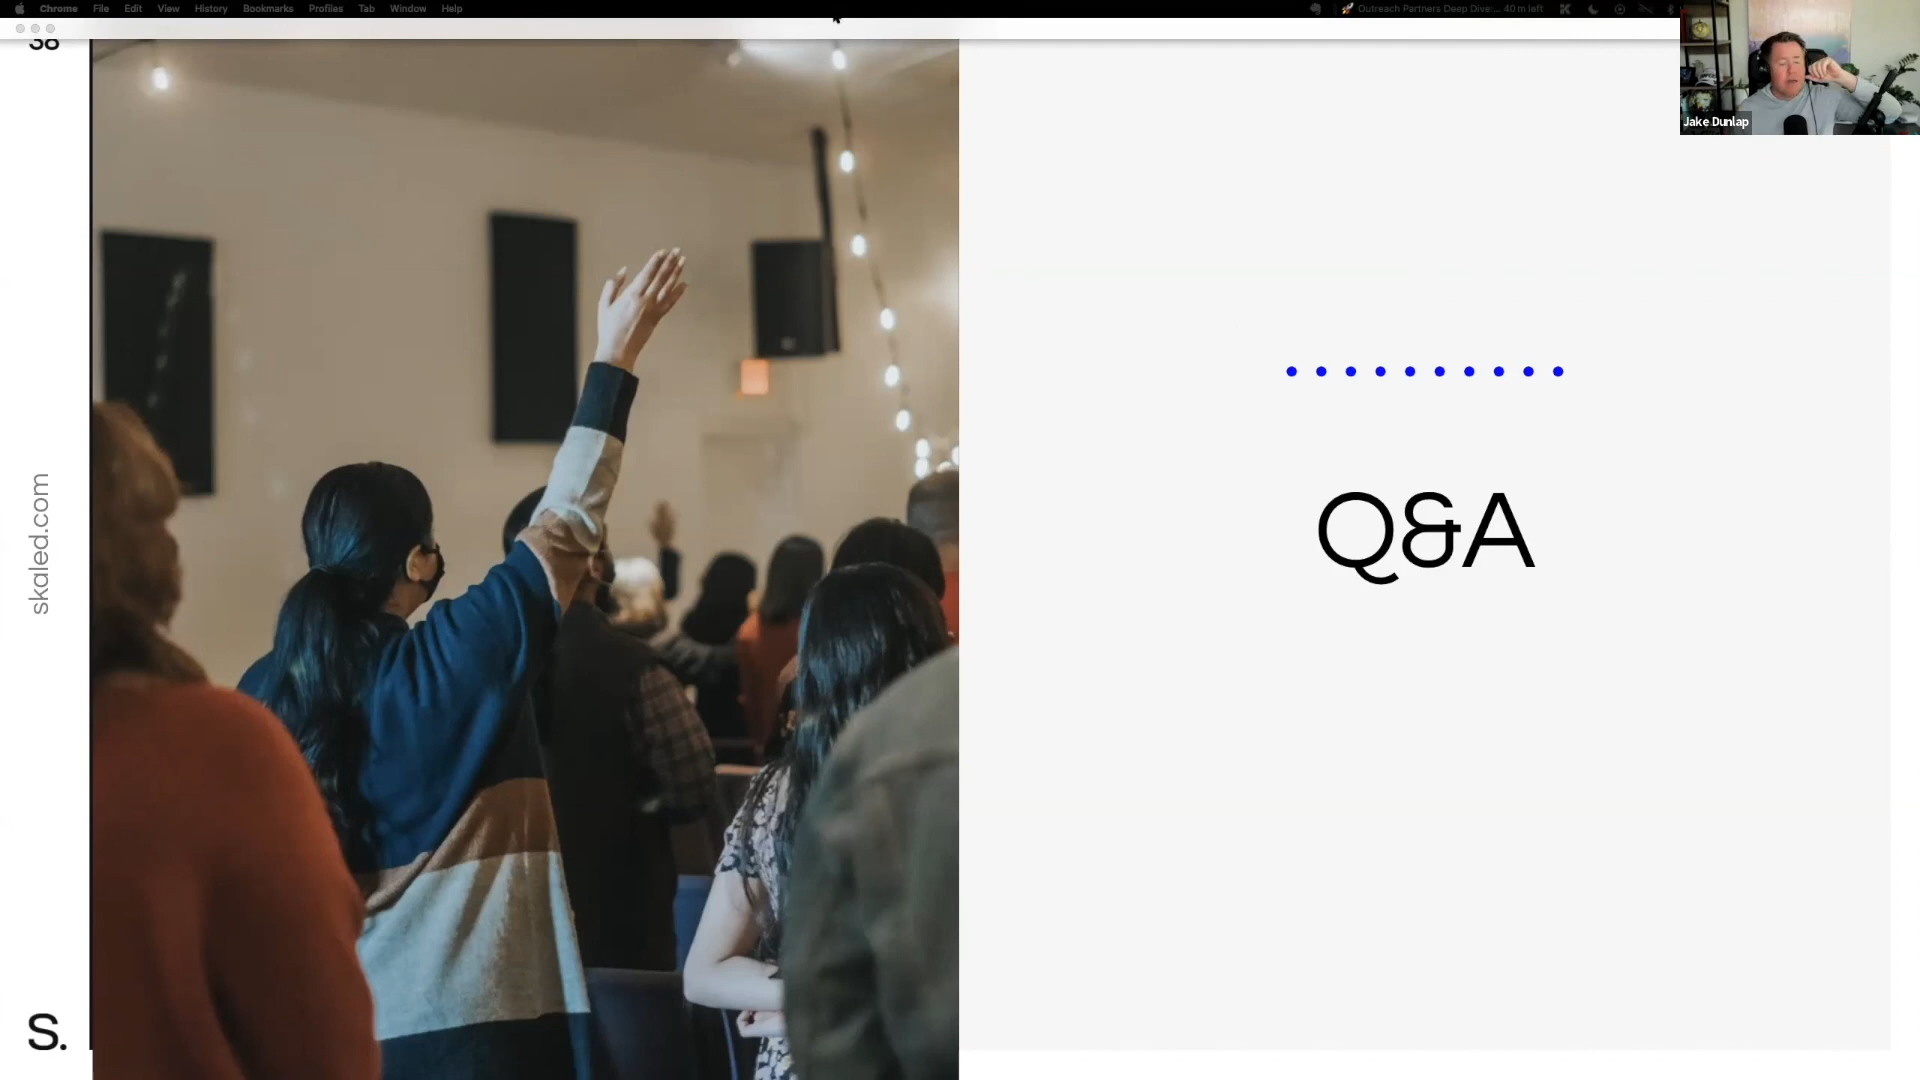 Chrome File Edit View History Bookmarks Profiles Tab Window Help
Outreach Partners Deep Dive:... 40 m left
38
Jake Dunlap
skaled.com
Q&A
S.